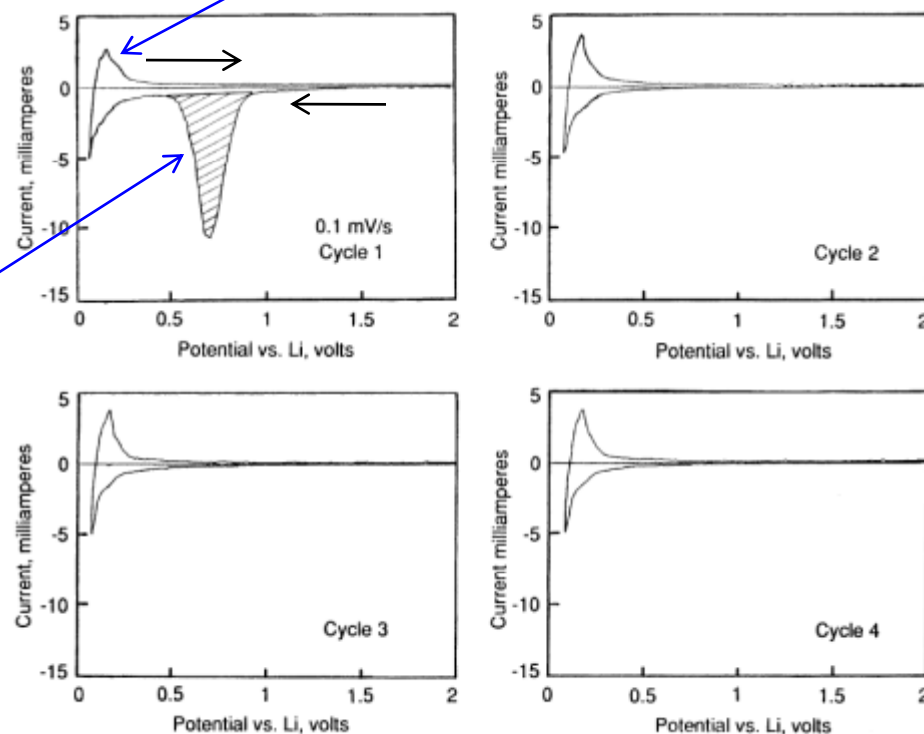 5
0
-5
-10
-15
Current, milliamperes
0.1 mV/s
Cycle 1
0 0.5 1 1.5 2
Potential vs. Li, volts
5
0
-5
-10
-15
Current milliamperes
Cycle 2
0 0.5 1 1.5 2
Potential vs. Li, volts
5
0
-5
-10
-15
Current, milliamperes
Cycle 3
0 0.5 1 1.5 2
Potential vs. Li, volts
5
0
-5
-10
-15
Current milliamperes
Cycle 4
0 0.5 1 1.5 2
Potential vs. Li, volts